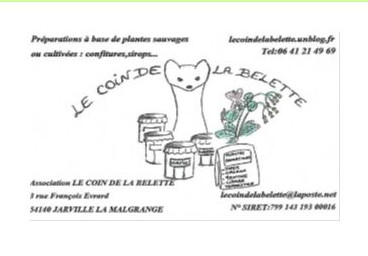 Préparations à base de plantes sauvages
ou cultivées : confitures,sirops...
lecoindelabelette.unblog.fr
Tel:06 41 21 49 69
LE COIN DE LA BELETTE
Association LE COIN DE LA BELETTE
3 rue François Evrard
54140 JARVILLE LA MALGRANGE
lecoindelabelette@laposte.net
N° SIRET:799 143 193 00016